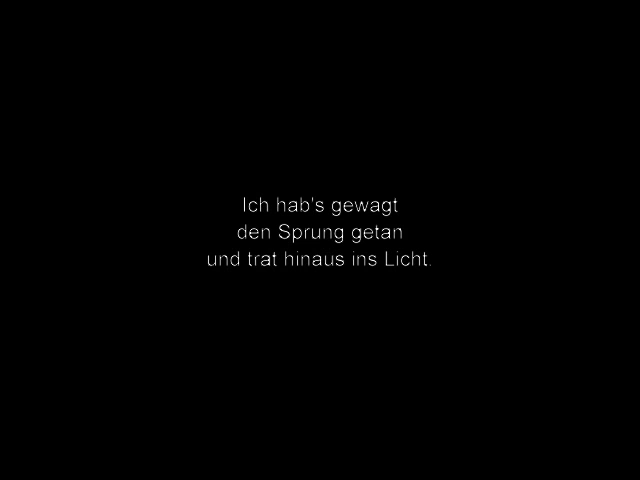 Ich hab's gewagt
den Sprung getan
und trat hinaus ins Licht.